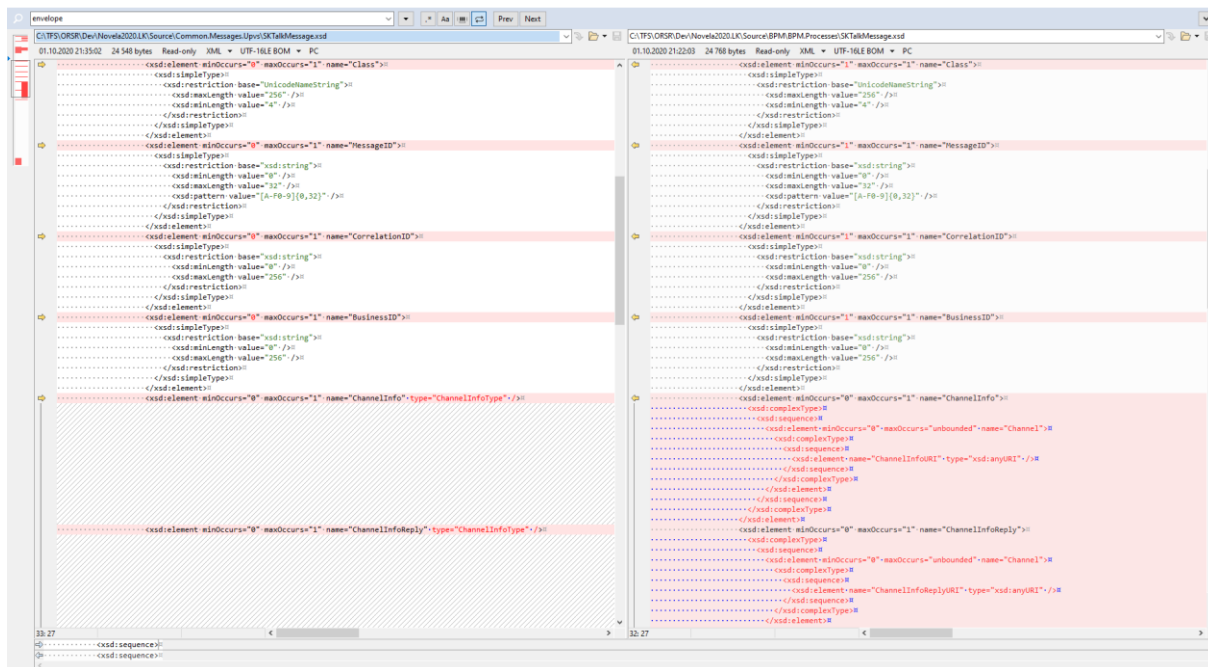 envelope
.* Aa Prev Next
C:\TFS\ORSR\Dev\Novela2020.LK\Source\Common.Messages.Upvs\SKTalkMessage.xsd
01.10.2020 21:35:02 24 548 bytes Read-only XML UTF-16LE BOM PC
<xsd:element minOccurs="0" maxOccurs="1" name="Class">
<xsd:simpleType>
<xsd:restriction base="UnicodeNameString">
<xsd:maxLength value="256" />
<xsd:minLength value="4" />
</xsd:restriction>
</xsd:simpleType>
</xsd:element>
<xsd:element minOccurs="0" maxOccurs="1" name="MessageID">
<xsd:simpleType>
<xsd:restriction base="xsd:string">
<xsd:minLength value="0" />
<xsd:maxLength value="32" />
<xsd:pattern value="[A-F0-9]{0,32}" />
</xsd:restriction>
</xsd:simpleType>
</xsd:element>
<xsd:element minOccurs="0" maxOccurs="1" name="CorrelationID">
<xsd:simpleType>
<xsd:restriction base="xsd:string">
<xsd:minLength value="0" />
<xsd:maxLength value="256" />
</xsd:restriction>
</xsd:simpleType>
</xsd:element>
<xsd:element minOccurs="0" maxOccurs="1" name="BusinessID">
<xsd:simpleType>
<xsd:restriction base="xsd:string">
<xsd:minLength value="0" />
<xsd:maxLength value="256" />
</xsd:restriction>
</xsd:simpleType>
</xsd:element>
<xsd:element minOccurs="0" maxOccurs="1" name="ChannelInfo" type="ChannelInfoType" />
<xsd:element minOccurs="0" maxOccurs="1" name="ChannelInfoReply" type="ChannelInfoType" />
33: 27
C:\TFS\ORSR\Dev\Novela2020.LK\Source\BPM\BPM.Processes\SKTalkMessage.xsd
01.10.2020 21:22:03 24 768 bytes Read-only XML UTF-16LE BOM PC
<xsd:element minOccurs="1" maxOccurs="1" name="Class">
<xsd:simpleType>
<xsd:restriction base="UnicodeNameString">
<xsd:maxLength value="256" />
<xsd:minLength value="4" />
</xsd:restriction>
</xsd:simpleType>
</xsd:element>
<xsd:element minOccurs="1" maxOccurs="1" name="MessageID">
<xsd:simpleType>
<xsd:restriction base="xsd:string">
<xsd:minLength value="0" />
<xsd:maxLength value="32" />
<xsd:pattern value="[A-F0-9]{0,32}" />
</xsd:restriction>
</xsd:simpleType>
</xsd:element>
<xsd:element minOccurs="1" maxOccurs="1" name="CorrelationID">
<xsd:simpleType>
<xsd:restriction base="xsd:string">
<xsd:minLength value="0" />
<xsd:maxLength value="256" />
</xsd:restriction>
</xsd:simpleType>
</xsd:element>
<xsd:element minOccurs="1" maxOccurs="1" name="BusinessID">
<xsd:simpleType>
<xsd:restriction base="xsd:string">
<xsd:minLength value="0" />
<xsd:maxLength value="256" />
</xsd:restriction>
</xsd:simpleType>
</xsd:element>
<xsd:element minOccurs="0" maxOccurs="1" name="ChannelInfo">
<xsd:complexType>
<xsd:sequence>
<xsd:element minOccurs="0" maxOccurs="unbounded" name="Channel">
<xsd:complexType>
<xsd:sequence>
<xsd:element name="ChannelInfoURI" type="xsd:anyURI" />
</xsd:sequence>
</xsd:complexType>
</xsd:element>
</xsd:sequence>
</xsd:complexType>
</xsd:element>
<xsd:element minOccurs="0" maxOccurs="1" name="ChannelInfoReply">
<xsd:complexType>
<xsd:sequence>
<xsd:element minOccurs="0" maxOccurs="unbounded" name="Channel">
<xsd:complexType>
<xsd:sequence>
<xsd:element name="ChannelInfoReplyURI" type="xsd:anyURI" />
</xsd:sequence>
</xsd:complexType>
</xsd:element>
32: 27
<xsd:sequence>
<xsd:sequence>